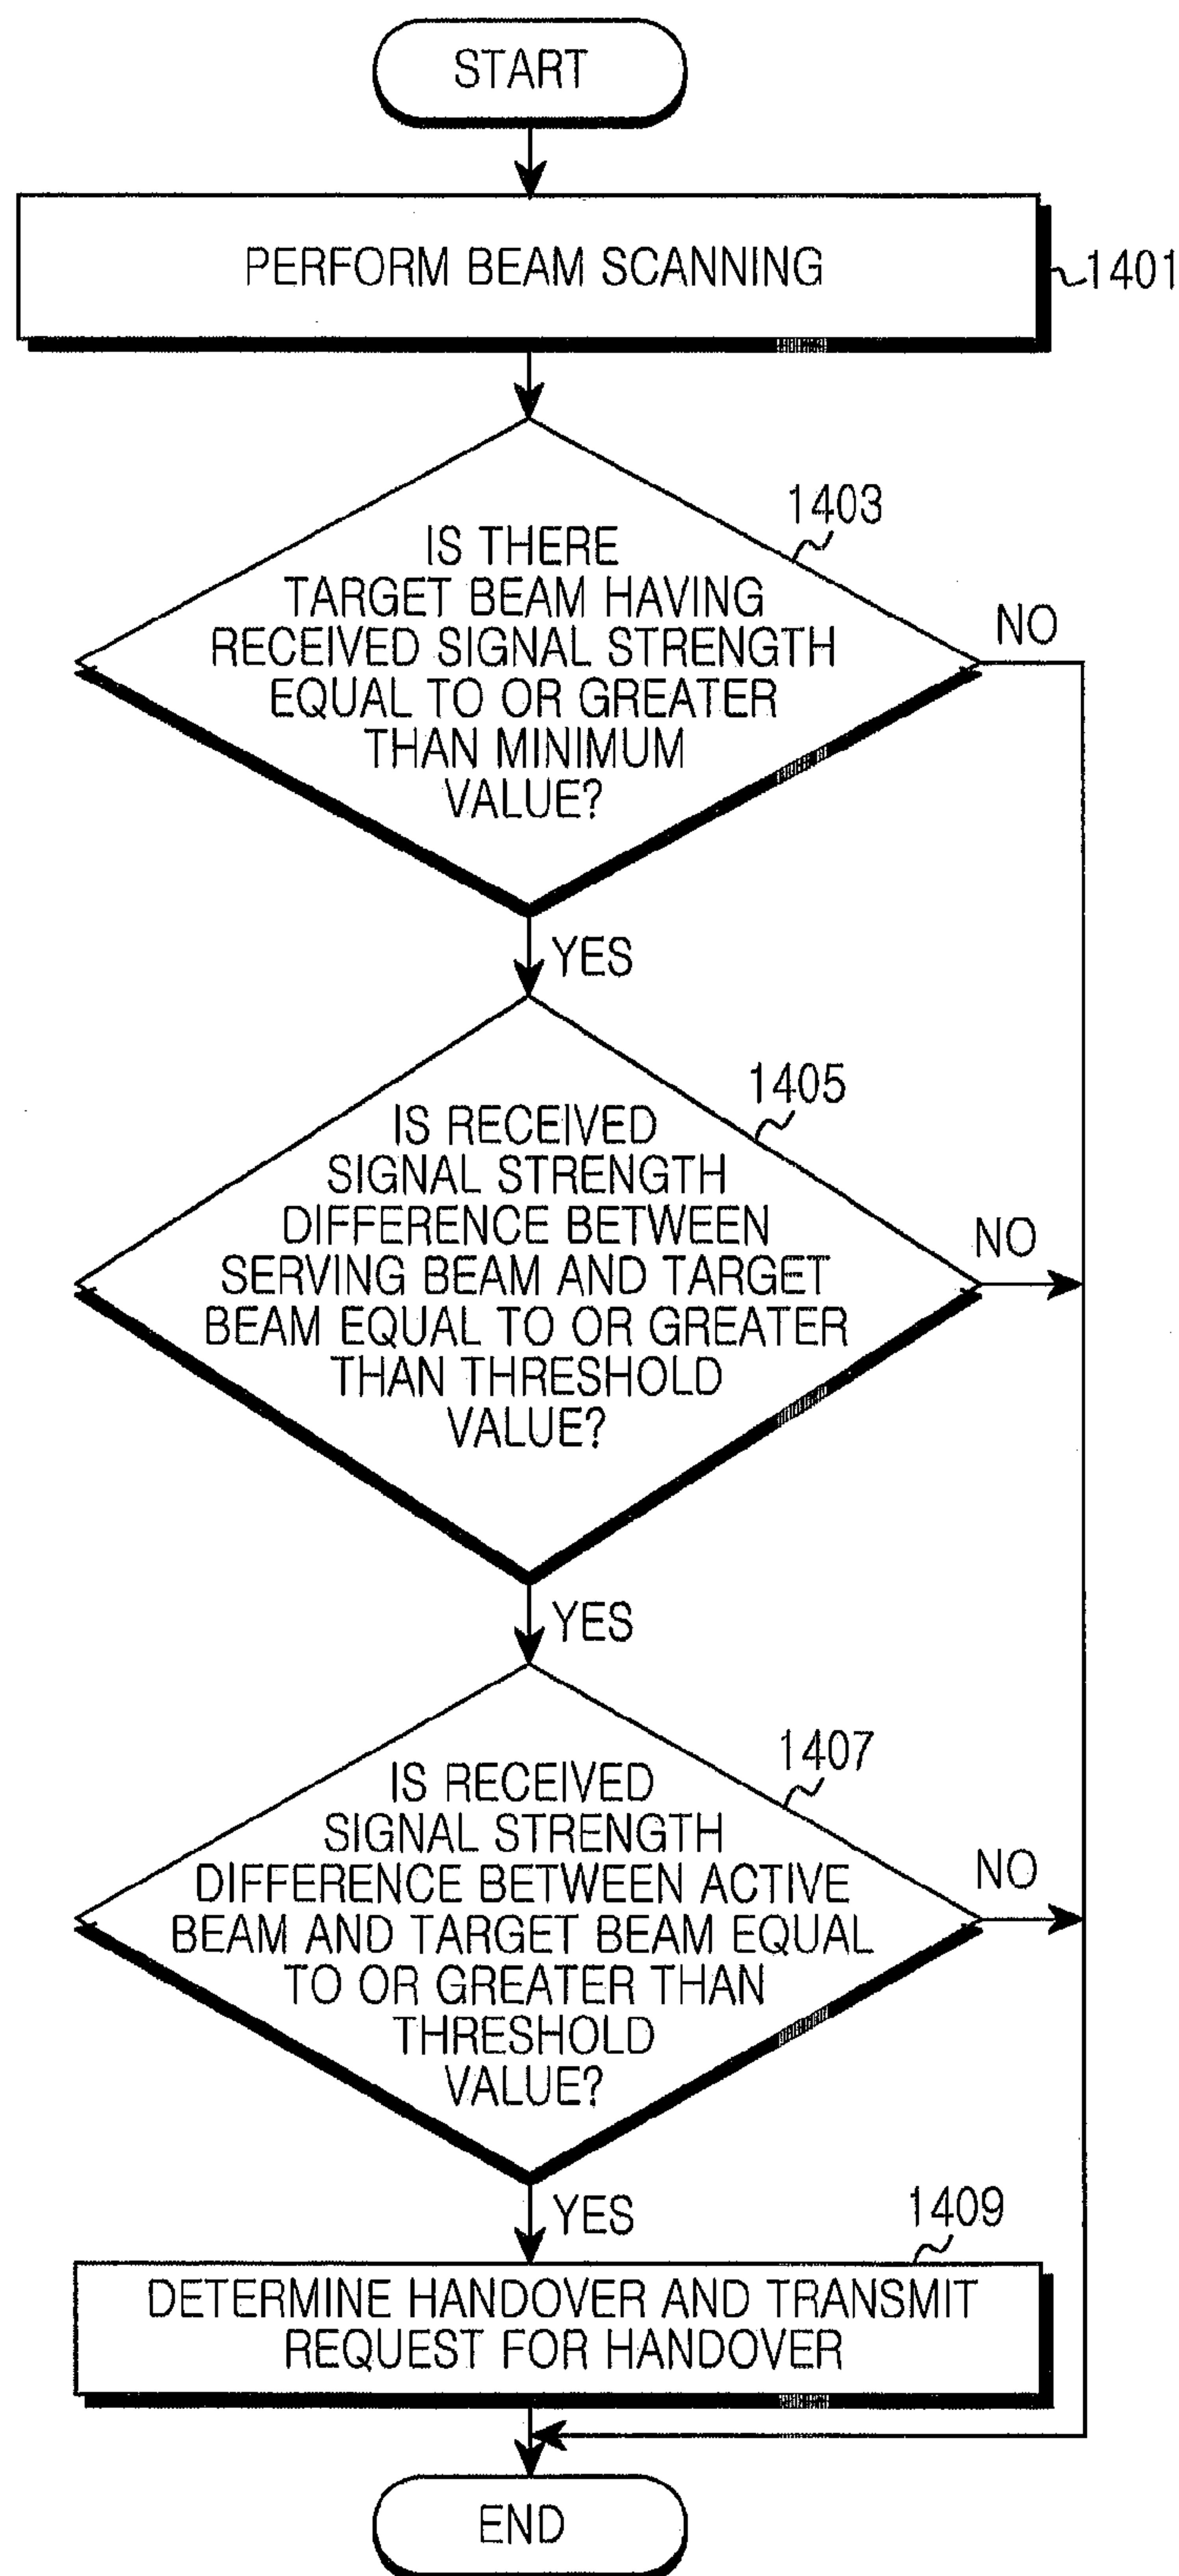 START
PERFORM BEAM SCANNING
1401
1403
IS THERE
TARGET BEAM HAVING
RECEIVED SIGNAL STRENGTH
EQUAL TO OR GREATER
THAN MINIMUM
VALUE?
NO
YES
1405
IS RECEIVED
SIGNAL STRENGTH
DIFFERENCE BETWEEN
SERVING BEAM AND TARGET
BEAM EQUAL TO OR GREATER
THAN THRESHOLD
VALUE?
NO
YES
1407
IS RECEIVED
SIGNAL STRENGTH
DIFFERENCE BETWEEN ACTIVE
BEAM AND TARGET BEAM EQUAL
TO OR GREATER THAN
THRESHOLD
VALUE?
NO
YES
1409
DETERMINE HANDOVER AND TRANSMIT
REQUEST FOR HANDOVER
END